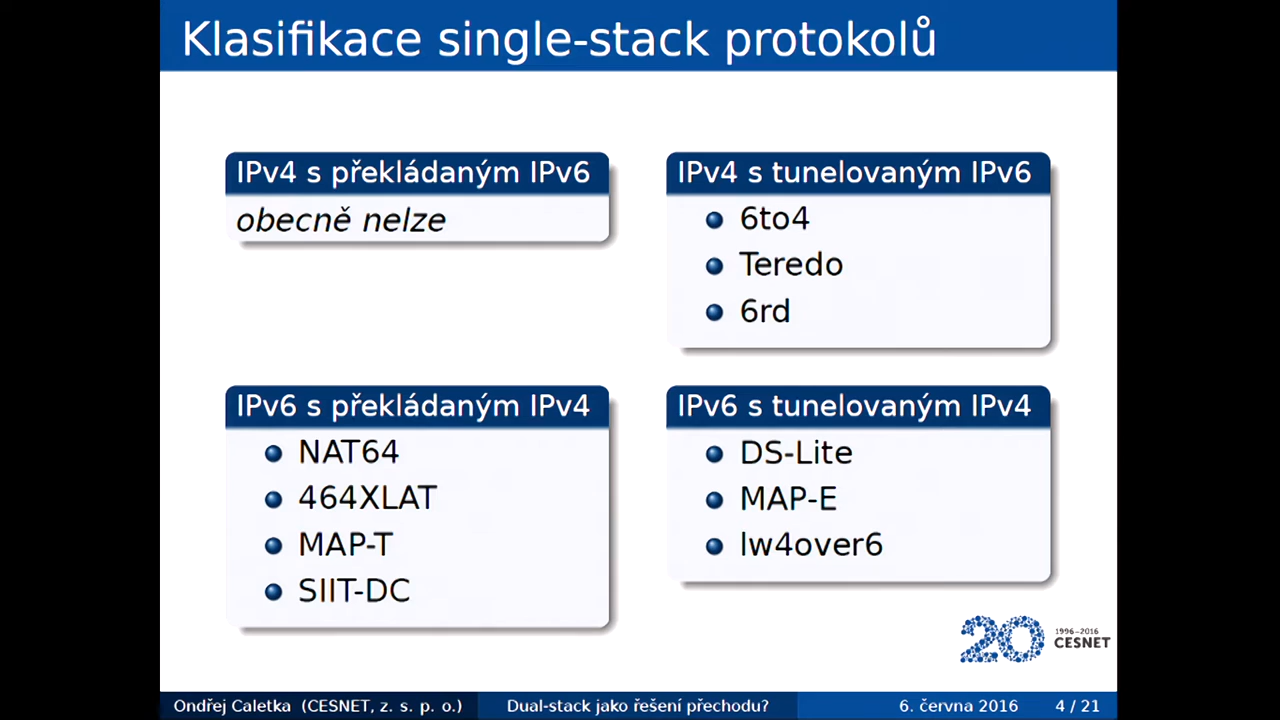 Klasifikace single-stack protokolů
IPv4 s překládaným IPv6
obecně nelze
IPv4 s tunelovaným IPv6
6to4
Teredo
6rd
IPv6 s překládaným IPv4
NAT64
464XLAT
MAP-T
SIIT-DC
IPv6 s tunelovaným IPv4
DS-Lite
MAP-E
lw4over6
20
1996–2016
CESNET
Ondřej Caletka (CESNET, z. s. p. o.)
Dual-stack jako řešení přechodu?
6. června 2016
4 / 21